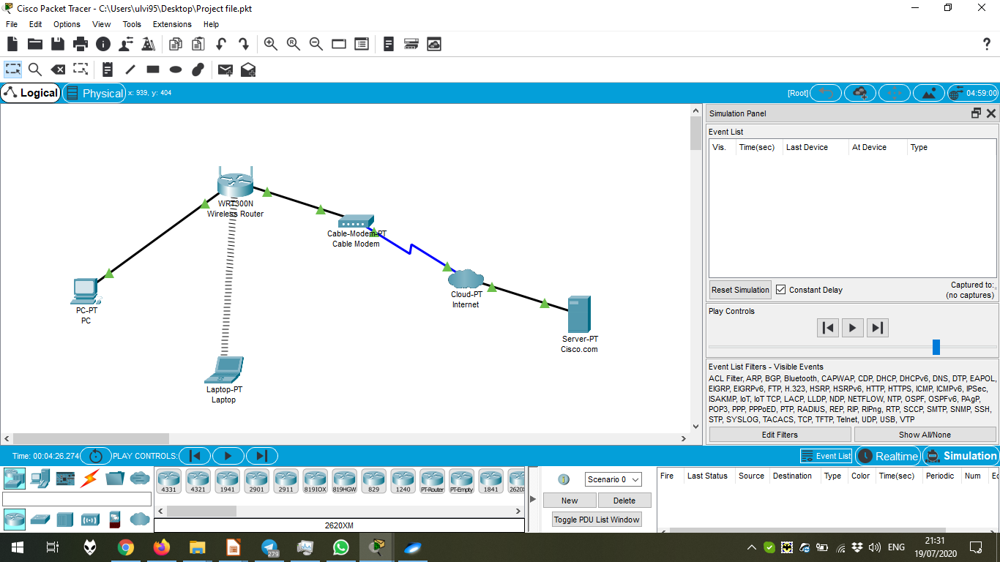 Cisco Packet Tracer - C:\Users\ulvi95\Desktop\Project file.pkt
File Edit Options View Tools Extensions Help
Logical Physical x: 939, y: 404 [Root] 04:59:00
WRT300N
Wireless Router
Cable-Modem-PT
Cable Modem
Cloud-PT
Internet
PC-PT
PC
Server-PT
Cisco.com
Laptop-PT
Laptop
Simulation Panel
Event List
Vis. Time(sec) Last Device At Device Type
Reset Simulation Constant Delay Captured to:
(no captures)
Play Controls
Event List Filters - Visible Events
ACL Filter, ARP, BGP, Bluetooth, CAPWAP, CDP, DHCP, DHCPv6, DNS, DTP, EAPOL,
EIGRP, EIGRPv6, FTP, H.323, HSRP, HSRPv6, HTTP, HTTPS, ICMP, ICMPv6, IPSec,
ISAKMP, IoT, IoT TCP, LACP, LLDP, NDP, NETFLOW, NTP, OSPF, OSPFv6, PAgP,
POP3, PPP, PPPoED, PTP, RADIUS, REP, RIP, RIPng, RTP, SCCP, SMTP, SNMP, SSH,
STP, SYSLOG, TACACS, TCP, TFTP, Telnet, UDP, USB, VTP
Edit Filters Show All/None
Time: 00:04:26.274 PLAY CONTROLS: Event List Realtime Simulation
4331 4321 1941 2901 2911 819IOX 819HGW 829 1240 PT-Router PT-Empty 1841 2620X
2620XM
Scenario 0
New Delete
Toggle PDU List Window
Fire Last Status Source Destination Type Color Time(sec) Periodic Num Ec
279
ENG
21:31
19/07/2020